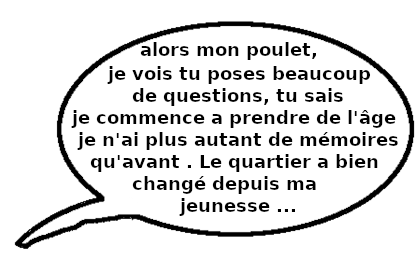 alors mon poulet,
je vois tu poses beaucoup
de questions, tu sais
je commence a prendre de l'âge
je n'ai plus autant de mémoires
qu'avant . Le quartier a bien
changé depuis ma
jeunesse ...